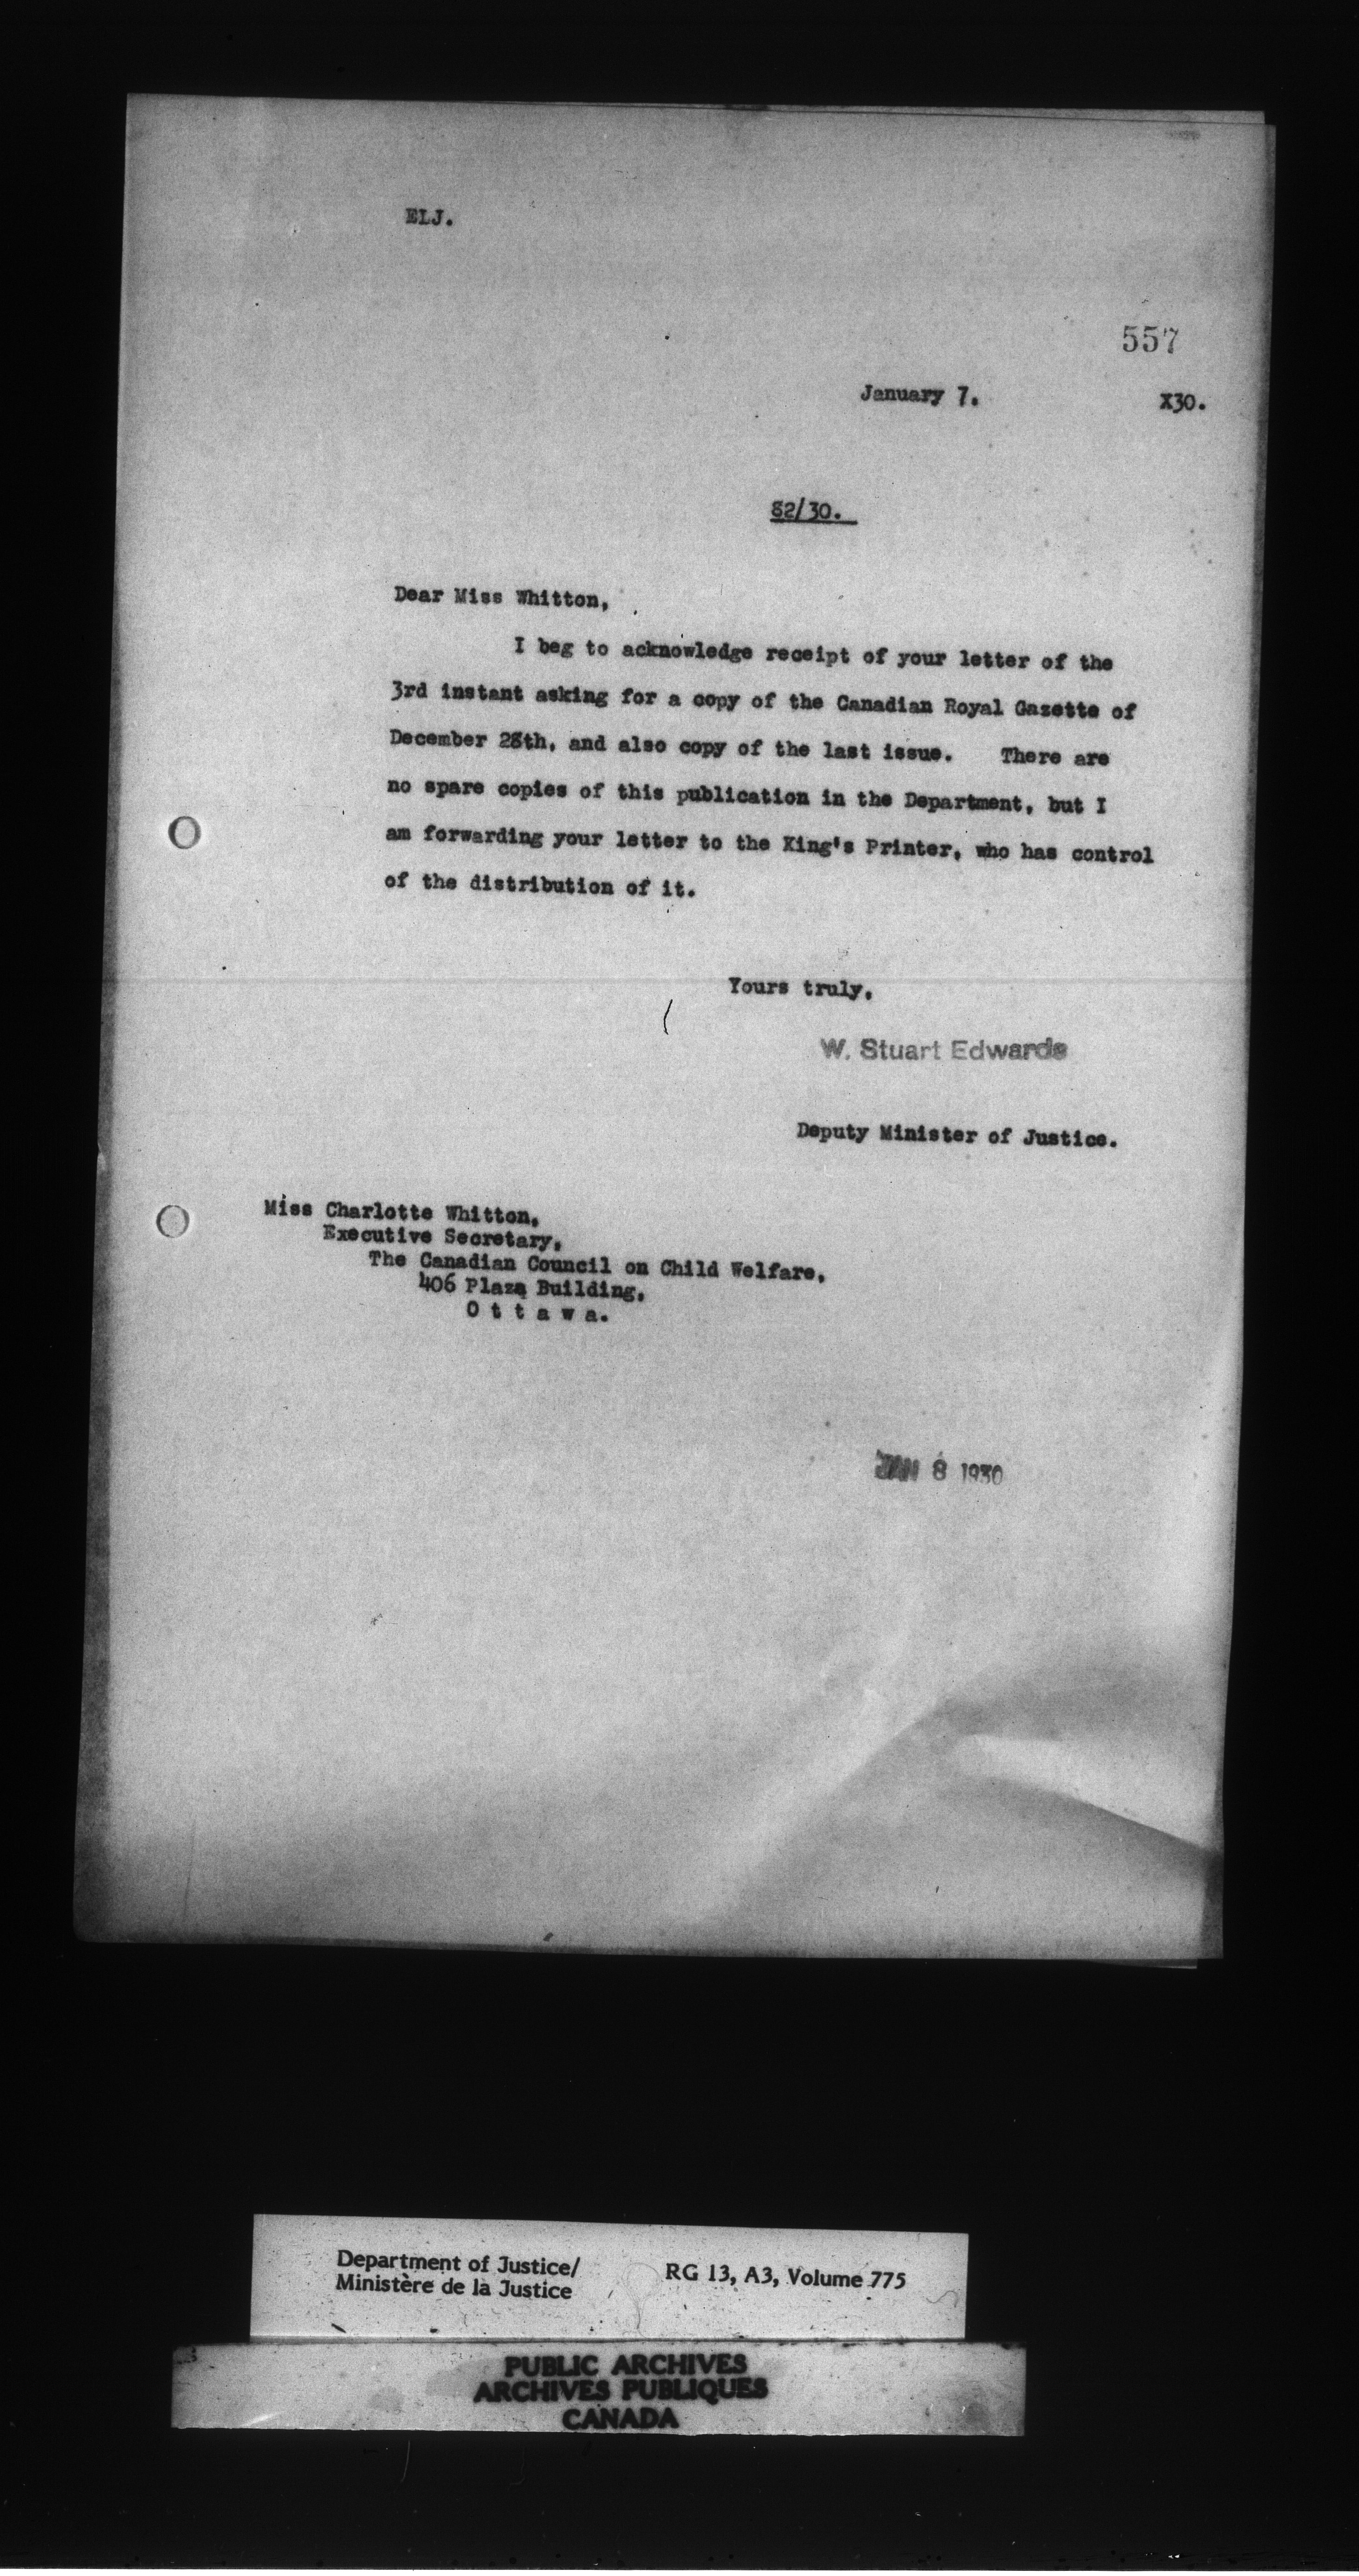 ELJ.
557
January 7. X30.
82/30.
Dear Miss Whitton,
I beg to acknowledge receipt of your letter of the
3rd instant asking for a copy of the Canadian Royal Gazette of
December 28th, and also copy of the last issue. There are
no spare copies of this publication in the Department, but I
am forwarding your letter to the King's Printer, who has control
of the distribution of it.
Yours truly,
W. Stuart Edwards
Deputy Minister of Justice.
Miss Charlotte Whitton,
Executive Secretary,
The Canadian Council on Child Welfare,
406 Plaza Building,
O t t a w a.
JAN 8 1930
Department of Justice/
Ministère de la Justice
RG 13, A3, Volume 775
PUBLIC ARCHIVES
ARCHIVES PUBLIQUES
CANADA